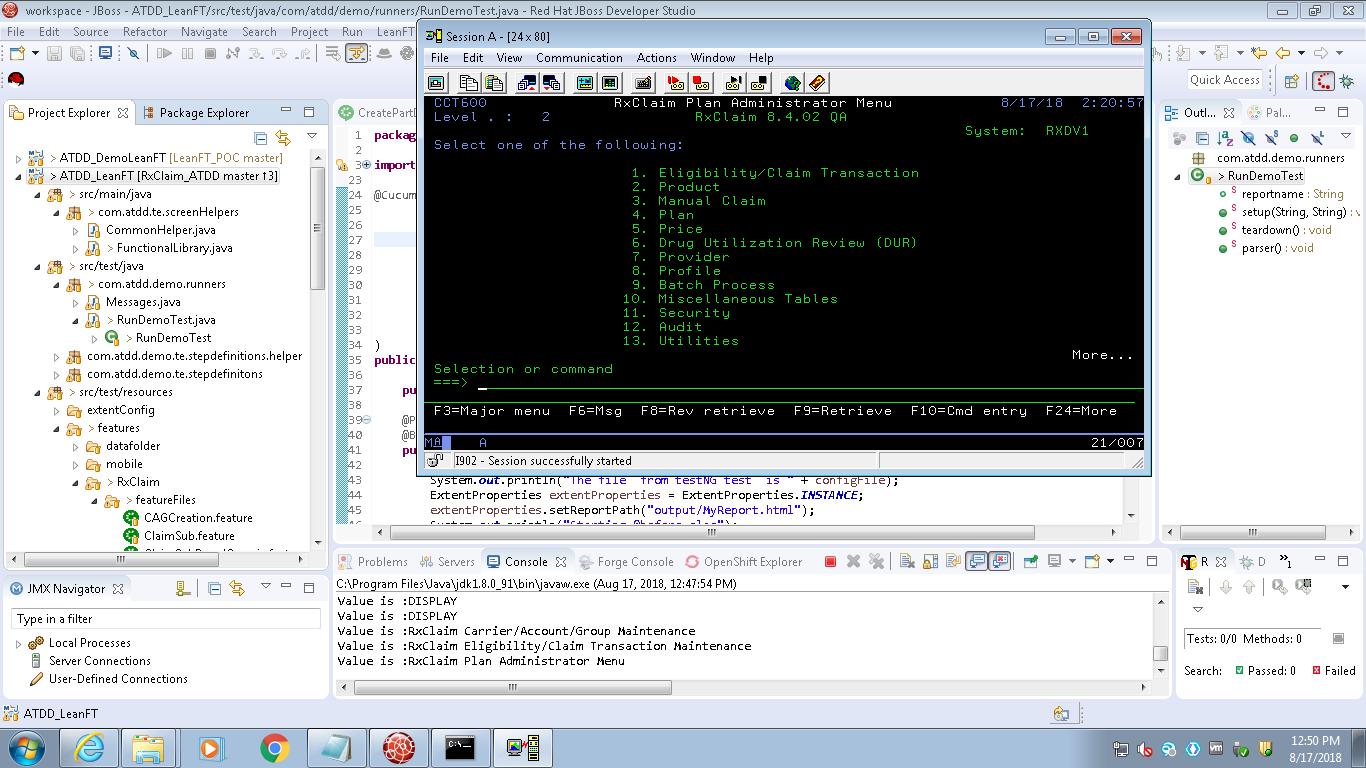 workspace - JBoss - ATDD_LeanFT/src/test/java/com/atdd/demo/runners/RunDemoTest.java - Red Hat JBoss Developer Studio
File Edit Source Refactor Navigate Search Project Run LeanFT
Quick Access
Project Explorer
Package Explorer
> ATDD_DemoLeanFT [LeanFT_POC master]
> ATDD_LeanFT [RxClaim_ATDD master ↑3]
> src/main/java
> com.atdd.te.screenHelpers
CommonHelper.java
> FunctionalLibrary.java
> src/test/java
> com.atdd.demo.runners
Messages.java
> RunDemoTest.java
> RunDemoTest
com.atdd.demo.te.stepdefinitions.helper
com.atdd.demo.te.stepdefinitons
> src/test/resources
extentConfig
> features
datafolder
mobile
> RxClaim
> featureFiles
CAGCreation.feature
ClaimSub.feature
JMX Navigator
Type in a filter
Local Processes
Server Connections
User-Defined Connections
CreatePartD
1 packag
2
3 import
23
24 @Cucum
25
26
27
28
29
30
31
32
33
34 )
35 public
36
37 pu
38
39 @P
40 @B
41 pu
43 System.out.println("The file from testNG test is " + configFile);
44 ExtentProperties extentProperties = ExtentProperties.INSTANCE;
45 extentProperties.setReportPath("output/MyReport.html");
46
Session A - [24 x 80]
File Edit View Communication Actions Window Help
CCT600 RxClaim Plan Administrator Menu 8/17/18 2:20:57
Level . : 2 RxClaim 8.4.02 QA
System: RXDV1
Select one of the following:
1. Eligibility/Claim Transaction
2. Product
3. Manual Claim
4. Plan
5. Price
6. Drug Utilization Review (DUR)
7. Provider
8. Profile
9. Batch Process
10. Miscellaneous Tables
11. Security
12. Audit
13. Utilities
More...
Selection or command
===>
F3=Major menu F6=Msg F8=Rev retrieve F9=Retrieve F10=Cmd entry F24=More
MA A 21/007
I902 - Session successfully started
Outl...
Pal...
com.atdd.demo.runners
> RunDemoTest
reportname : String
setup(String, String) : v
teardown() : void
parser() : void
Problems Servers Console Forge Console OpenShift Explorer
C:\Program Files\Java\jdk1.8.0_91\bin\javaw.exe (Aug 17, 2018, 12:47:54 PM)
Value is :DISPLAY
Value is :DISPLAY
Value is :RxClaim Carrier/Account/Group Maintenance
Value is :RxClaim Eligibility/Claim Transaction Maintenance
Value is :RxClaim Plan Administrator Menu
R D »1
Tests: 0/0 Methods: 0
Search: Passed: 0 Failed
ATDD_LeanFT
12:50 PM
8/17/2018